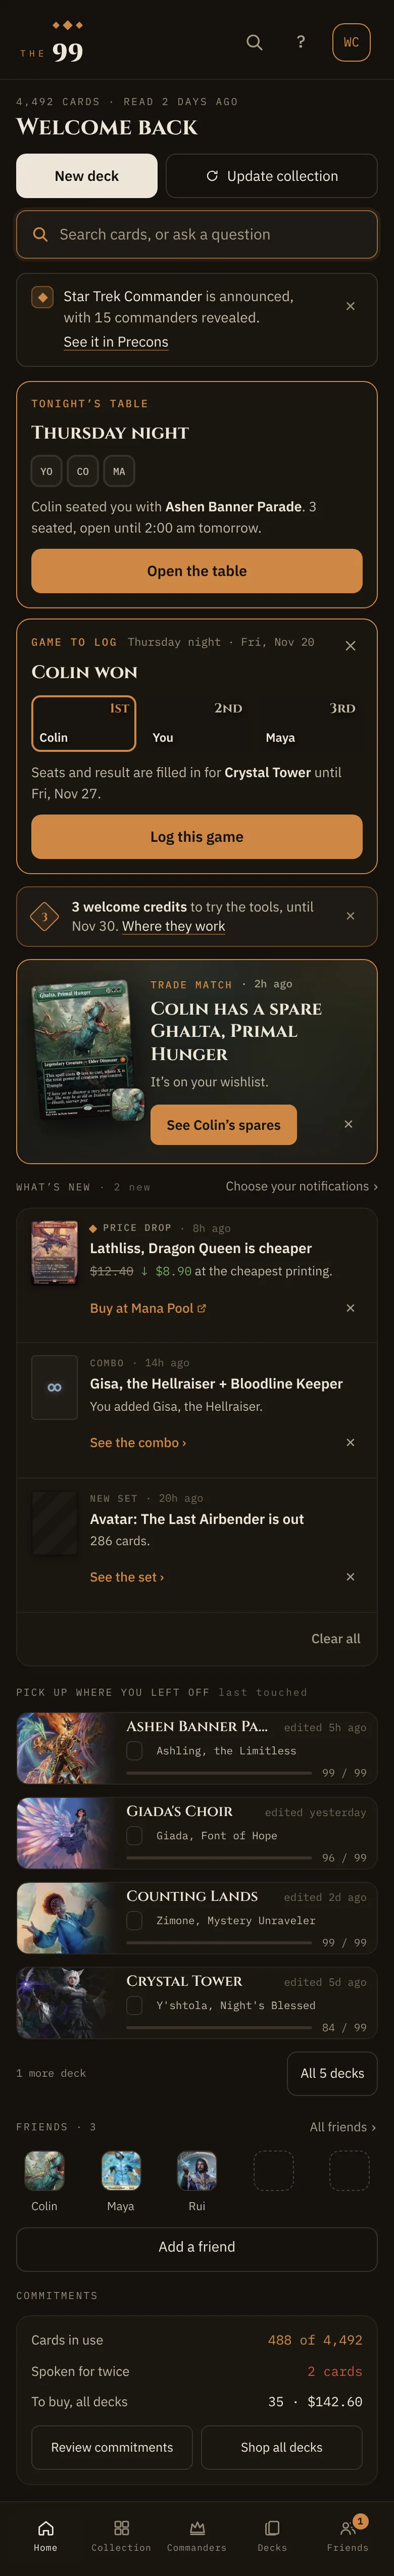 THE 99
?
WC
4,492 CARDS · READ 2 DAYS AGO
Welcome back
New deck
Update collection
Search cards, or ask a question
Star Trek Commander is announced,
with 15 commanders revealed.
See it in Precons
TONIGHT'S TABLE
Thursday night
YO
CO
MA
Colin seated you with Ashen Banner Parade. 3
seated, open until 2:00 am tomorrow.
Open the table
GAME TO LOG Thursday night · Fri, Nov 20
Colin won
1st
2nd
3rd
Colin
You
Maya
Seats and result are filled in for Crystal Tower until
Fri, Nov 27.
Log this game
3
3 welcome credits to try the tools, until
Nov 30. Where they work
Ghalta, Primal Hunger
Legendary Creature — Elder Dinosaur
TRADE MATCH · 2h ago
Colin has a spare
Ghalta, Primal
Hunger
It's on your wishlist.
See Colin's spares
WHAT'S NEW · 2 new
Choose your notifications ›
PRICE DROP · 8h ago
Lathliss, Dragon Queen is cheaper
$12.40 ↓ $8.90 at the cheapest printing.
Buy at Mana Pool
COMBO · 14h ago
Gisa, the Hellraiser + Bloodline Keeper
You added Gisa, the Hellraiser.
See the combo ›
NEW SET · 20h ago
Avatar: The Last Airbender is out
286 cards.
See the set ›
Clear all
PICK UP WHERE YOU LEFT OFF last touched
Ashen Banner Pa… edited 5h ago
Ashling, the Limitless
99 / 99
Giada's Choir edited yesterday
Giada, Font of Hope
96 / 99
Counting Lands edited 2d ago
Zimone, Mystery Unraveler
99 / 99
Crystal Tower edited 5d ago
Y'shtola, Night's Blessed
84 / 99
1 more deck
All 5 decks
FRIENDS · 3
All friends ›
Colin
Maya
Rui
Add a friend
COMMITMENTS
Cards in use 488 of 4,492
Spoken for twice 2 cards
To buy, all decks 35 · $142.60
Review commitments
Shop all decks
1
Home
Collection
Commanders
Decks
Friends